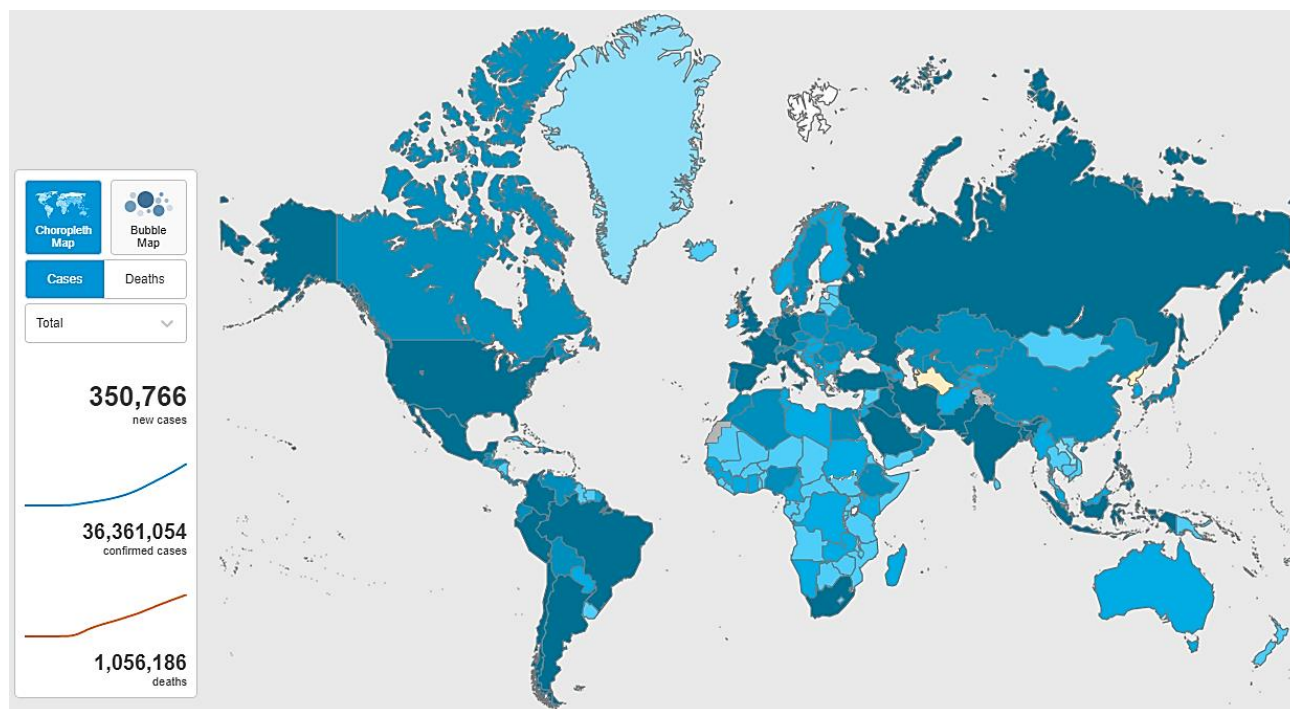 Choropleth
Map
Bubble
Map
Cases
Deaths
Total
350,766
new cases
36,361,054
confirmed cases
1,056,186
deaths